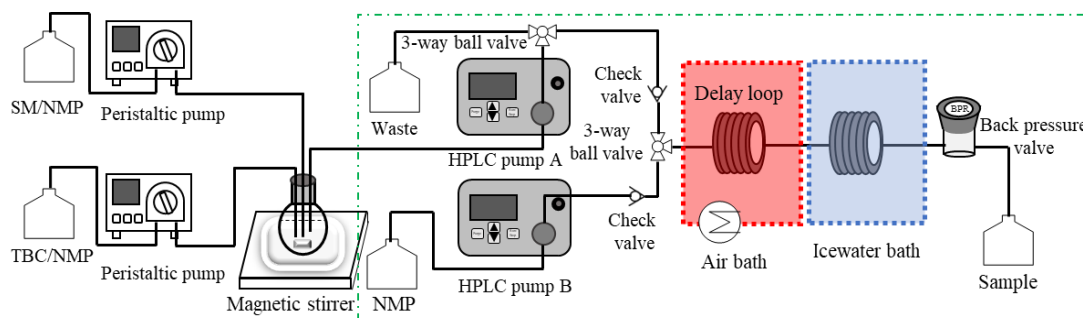 SM/NMP
Peristaltic pump
TBC/NMP
Peristaltic pump
Magnetic stirrer
3-way ball valve
Waste
HPLC pump A
NMP
HPLC pump B
Check
valve
3-way
ball valve
Check
valve
Delay loop
Air bath
Icewater bath
BPR
Back pressure
valve
Sample